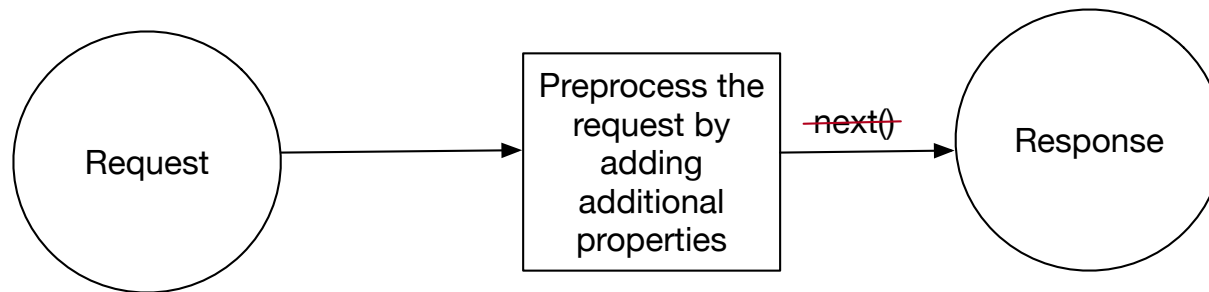 Request
Preprocess the
request by
adding
additional
properties
next()
Response